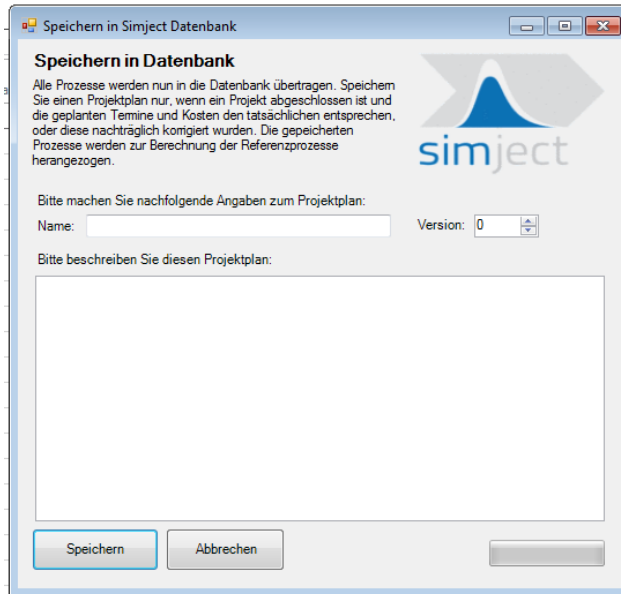 Speichern in Simject Datenbank
Speichern in Datenbank
Alle Prozesse werden nun in die Datenbank übertragen. Speichern
Sie einen Projektplan nur, wenn ein Projekt abgeschlossen ist und
die geplanten Termine und Kosten den tatsächlichen entsprechen,
oder diese nachträglich korrigiert wurden. Die gepeicherten
Prozesse werden zur Berechnung der Referenzprozesse
herangezogen.
simject
Bitte machen Sie nachfolgende Angaben zum Projektplan:
Name:
Version: 0
Bitte beschreiben Sie diesen Projektplan:
Speichern
Abbrechen